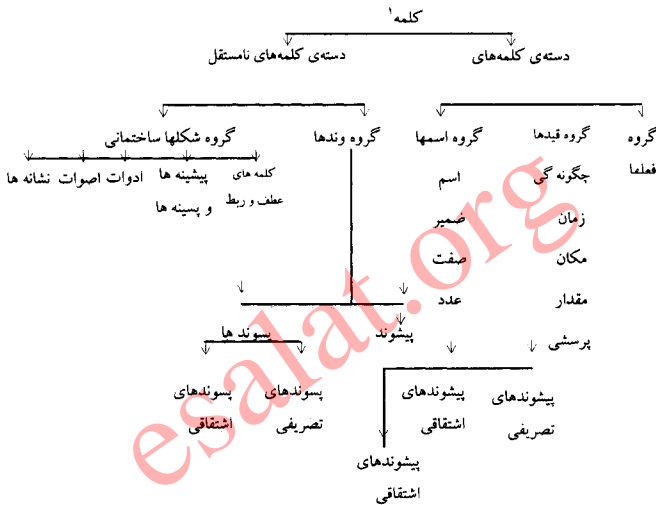 کلمه ۱
دسته‌ی کلمه‌های
دسته‌ی کلمه‌های نامستقل
گروه فعلها
گروه قیدها
گروه اسمها
گروه وندها
گروه شکلها ساختمانی
چگونه گی
زمان
مکان
مقدار
پرسشی
اسم
ضمیر
صفت
عدد
کلمه های
عطف و ربط
پیشینه ها
و پسینه ها
ادوات
اصوات
نشانه ها
پیشوند
پسوند ها
پیشوندهای
تصریفی
پیشوندهای
اشتقاقی
پیشوندهای
اشتقاقی
پسوندهای
تصریفی
پسوندهای
اشتقاقی
esalat.org